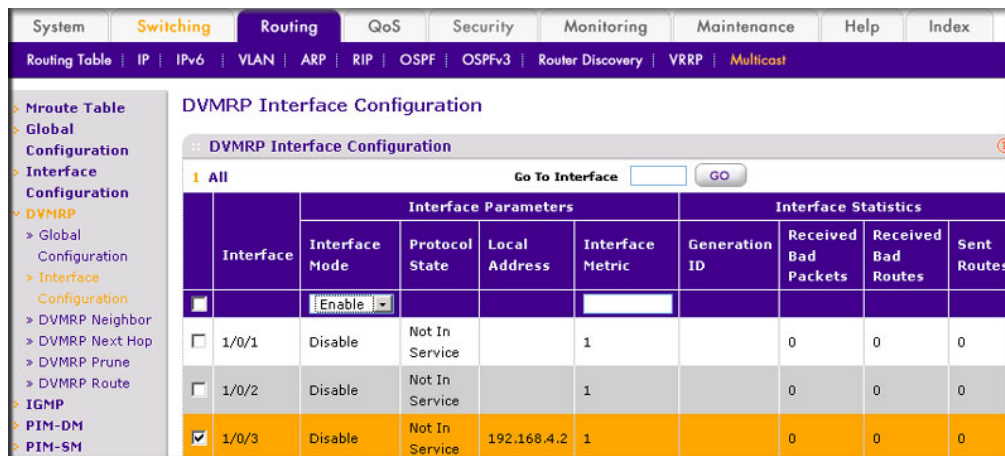 System Switching Routing QoS Security Monitoring Maintenance Help Index
Routing Table IP IPv6 VLAN ARP RIP OSPF OSPFv3 Router Discovery VRRP Multicast
Mroute Table
Global
Configuration
Interface
Configuration
DVMRP
» Global
Configuration
» Interface
Configuration
» DVMRP Neighbor
» DVMRP Next Hop
» DVMRP Prune
» DVMRP Route
IGMP
PIM-DM
PIM-SM
DVMRP Interface Configuration
DVMRP Interface Configuration
1 All Go To Interface GO
Interface Parameters Interface Statistics
Interface
Interface
Mode
Protocol
State
Local
Address
Interface
Metric
Generation
ID
Received
Bad
Packets
Received
Bad
Routes
Sent
Routes
Enable
1/0/1 Disable Not In
Service 1 0 0 0
1/0/2 Disable Not In
Service 1 0 0 0
1/0/3 Disable Not In
Service 192.168.4.2 1 0 0 0